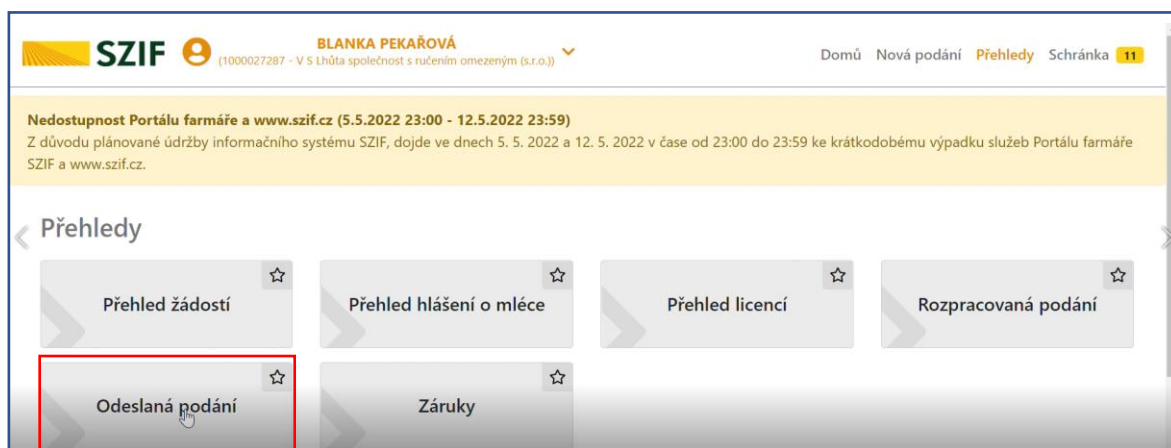 SZIF
BLANKA PEKAŘOVÁ
(1000027287 - V S Lhůta společnost s ručením omezeným (s.r.o.))
Domů Nová podání Přehledy Schránka 11
Nedostupnost Portálu farmáře a www.szif.cz (5.5.2022 23:00 - 12.5.2022 23:59)
Z důvodu plánované údržby informačního systému SZIF, dojde ve dnech 5. 5. 2022 a 12. 5. 2022 v čase od 23:00 do 23:59 ke krátkodobému výpadku služeb Portálu farmáře
SZIF a www.szif.cz.
Přehledy
Přehled žádostí Přehled hlášení o mléce Přehled licencí Rozpracovaná podání
Odeslaná podání Záruky